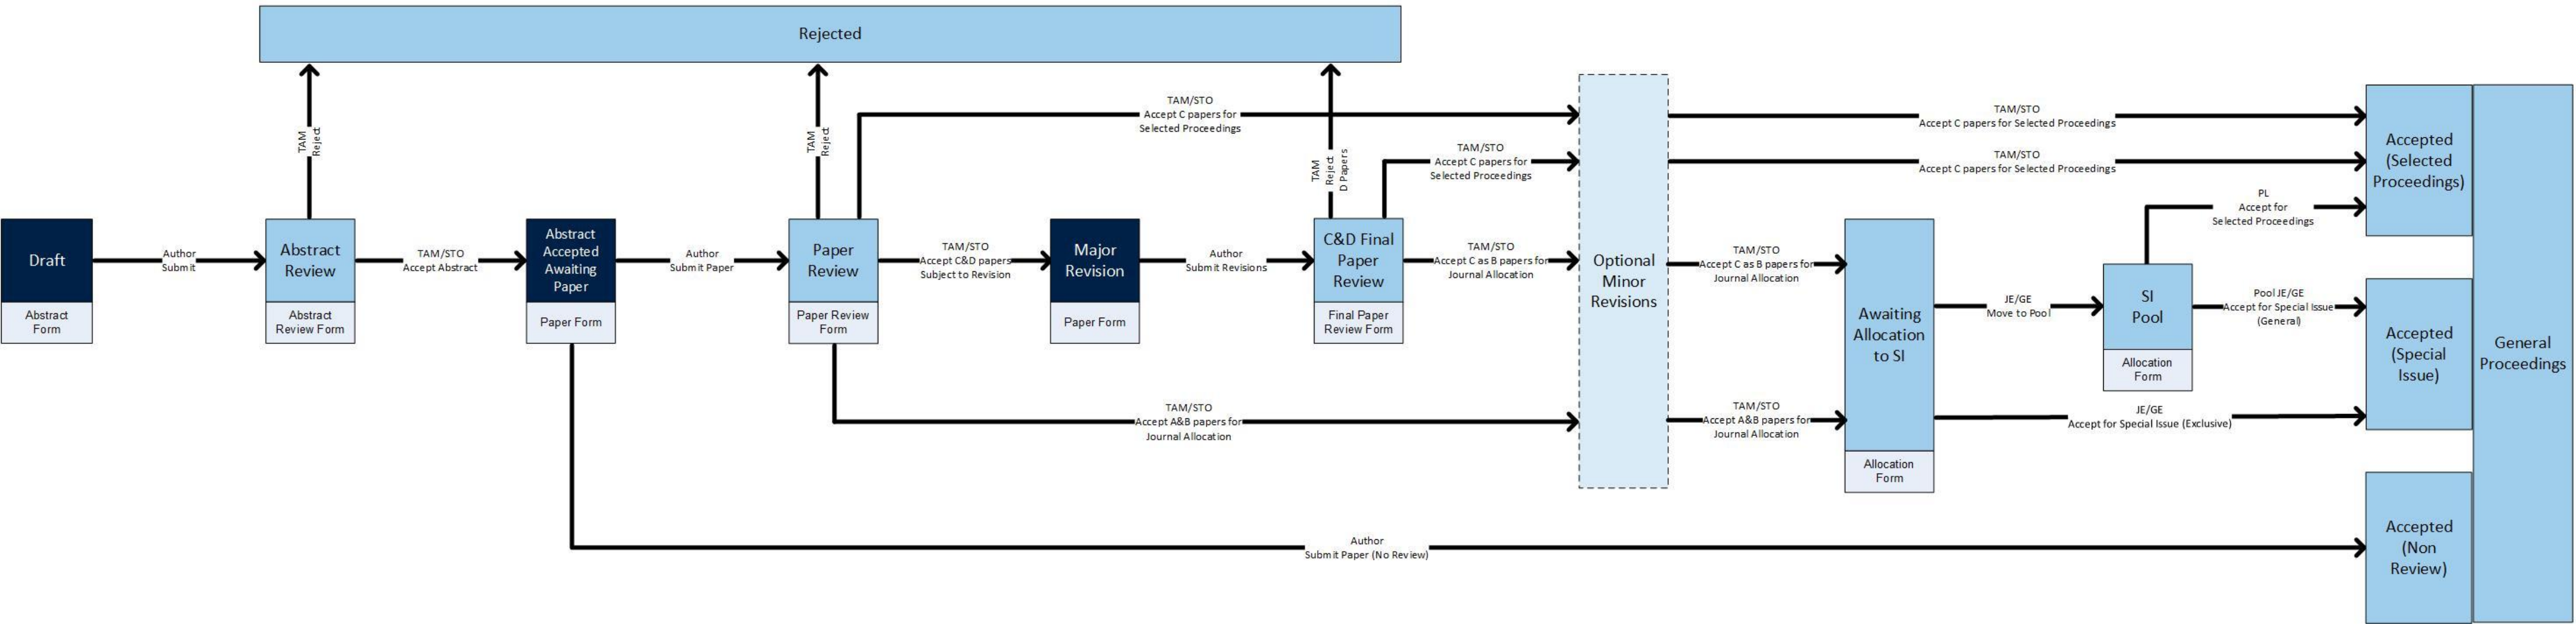 Rejected
TAM
Reject
TAM
Reject
TAM
Reject
D Papers
TAM/STO
Accept C papers for
Selected Proceedings
TAM/STO
Accept C papers for
Selected Proceedings
TAM/STO
Accept C papers for Selected Proceedings
TAM/STO
Accept C papers for Selected Proceedings
Draft
Abstract
Form
Author
Submit
Abstract
Review
Abstract
Review Form
TAM/STO
Accept Abstract
Abstract
Accepted
Awaiting
Paper
Paper Form
Author
Submit Paper
Paper
Review
Paper Review
Form
TAM/STO
Accept C&D papers
Subject to Revision
Major
Revision
Paper Form
Author
Submit Revisions
C&D Final
Paper
Review
Final Paper
Review Form
TAM/STO
Accept C as B papers for
Journal Allocation
Optional
Minor
Revisions
TAM/STO
Accept C as B papers for
Journal Allocation
TAM/STO
Accept A&B papers for
Journal Allocation
TAM/STO
Accept A&B papers for
Journal Allocation
Awaiting
Allocation
to SI
Allocation
Form
JE/GE
Move to Pool
SI
Pool
Allocation
Form
PL
Accept for
Selected Proceedings
Pool JE/GE
Accept for Special Issue
(General)
JE/GE
Accept for Special Issue (Exclusive)
Author
Submit Paper (No Review)
Accepted
(Selected
Proceedings)
Accepted
(Special
Issue)
Accepted
(Non
Review)
General
Proceedings